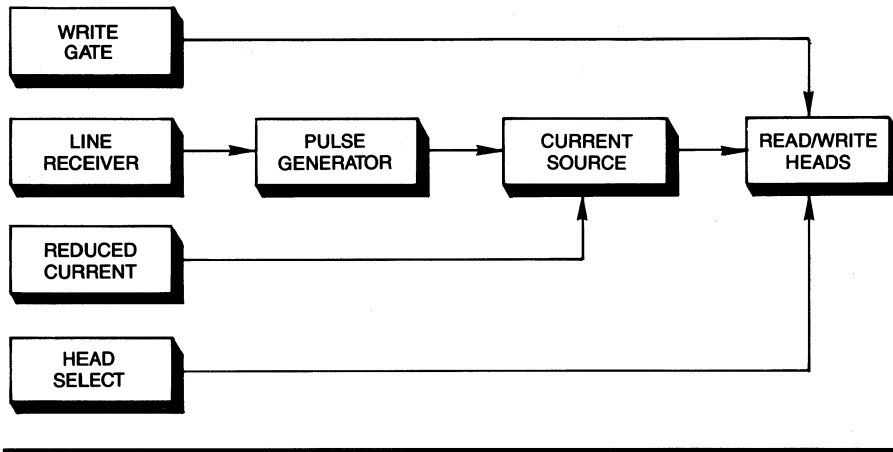 WRITE
GATE
LINE
RECEIVER
PULSE
GENERATOR
CURRENT
SOURCE
READ/WRITE
HEADS
REDUCED
CURRENT
HEAD
SELECT